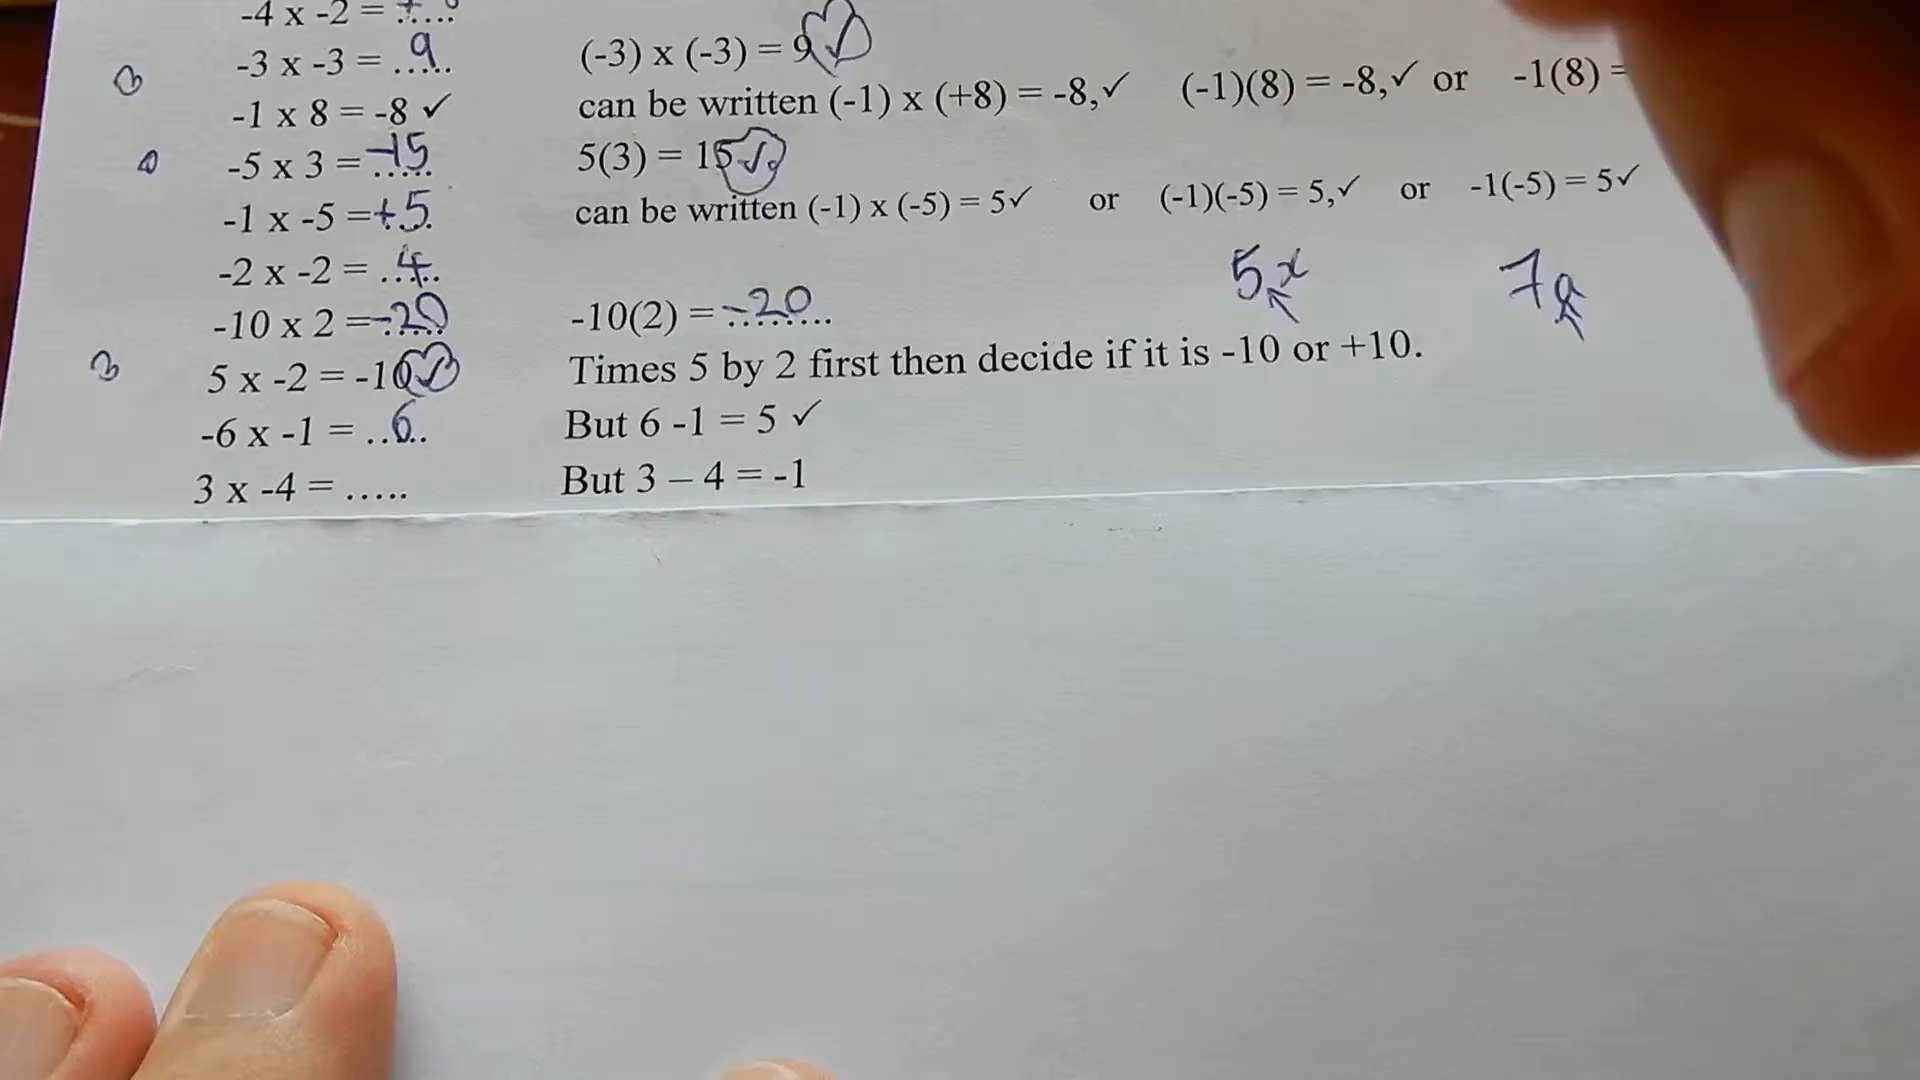 -4 x -2 = +
-3 x -3 = 9 (-3) x (-3) = 9 ✓
-1 x 8 = -8 ✓ can be written (-1) x (+8) = -8, ✓ (-1)(8) = -8, ✓ or -1(8) =
-5 x 3 = -15 5(3) = 15 ✓
-1 x -5 = +5 can be written (-1) x (-5) = 5 ✓ or (-1)(-5) = 5, ✓ or -1(-5) = 5 ✓
-2 x -2 = 4 5x 7a
-10 x 2 = -20 -10(2) = -20
5 x -2 = -10 ✓ Times 5 by 2 first then decide if it is -10 or +10.
-6 x -1 = 6 But 6 -1 = 5 ✓
3 x -4 = ..... But 3 – 4 = -1